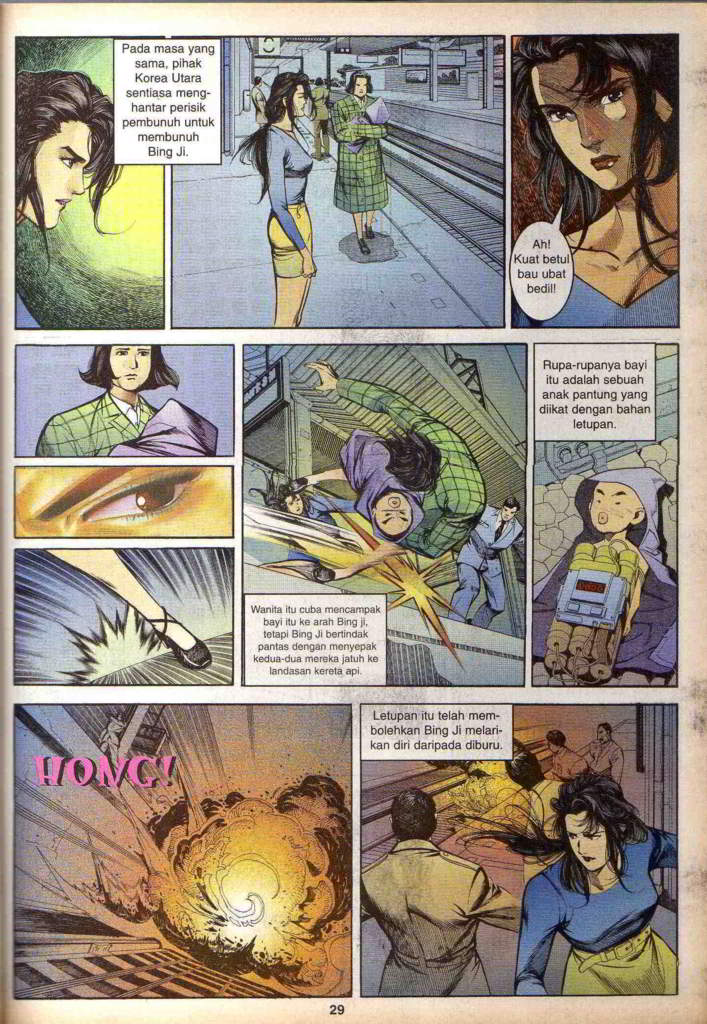 Pada masa yang
sama, pihak
Korea Utara
sentiasa meng-
hantar perisik
pembunuh untuk
membunuh
Bing Ji.
Ah!
Kuat betul
bau ubat
bedil!
Rupa-rupanya bayi
itu adalah sebuah
anak pantung yang
diikat dengan bahan
letupan.
Wanita itu cuba mencampak
bayi itu ke arah Bing ji,
tetapi Bing Ji bertindak
pantas dengan menyepak
kedua-dua mereka jatuh ke
landasan kereta api.
HONG!
Letupan itu telah mem-
bolehkan Bing Ji melari-
kan diri daripada diburu.
29